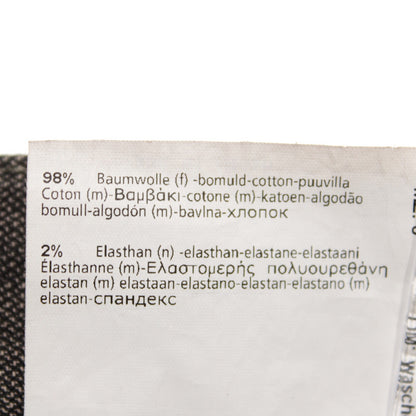 98% Baumwolle (f) -bomuld-cotton-puuvilla
Coton (m)-Βαμβάκι-cotone (m)-katoen-algodão
bomull-algodón (m)-bavlna-хлопок
2% Elasthan (n) -elasthan-elastane-elastaani
Élasthanne (m)-Ελαστομερής πολυουρεθάνη
elastan (m) elastaan-elastano-elastan-elastano (m)
elastan-спандекс